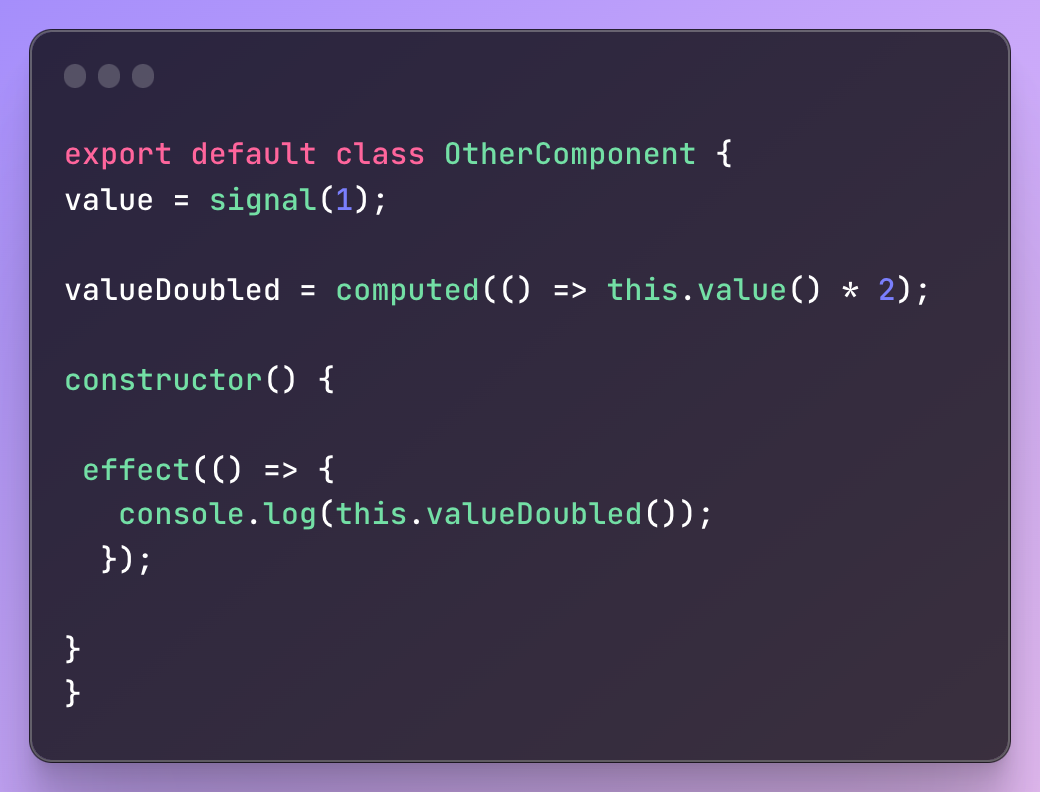 export default class OtherComponent {
value = signal(1);
valueDoubled = computed(() => this.value() * 2);
constructor() {
effect(() => {
console.log(this.valueDoubled());
});
}
}